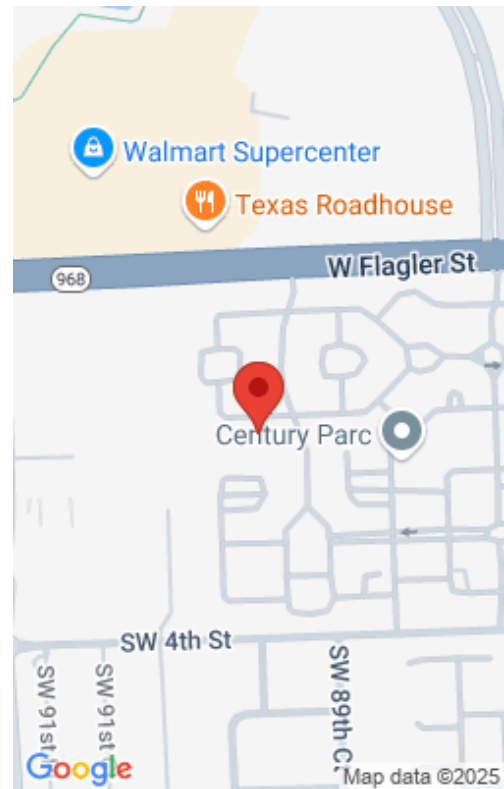 Walmart Supercenter
Texas Roadhouse
W Flagler St
968
Century Parc
SW 4th St
SW 91st
SW 91st
SW 89th C
Google
Map data ©2025